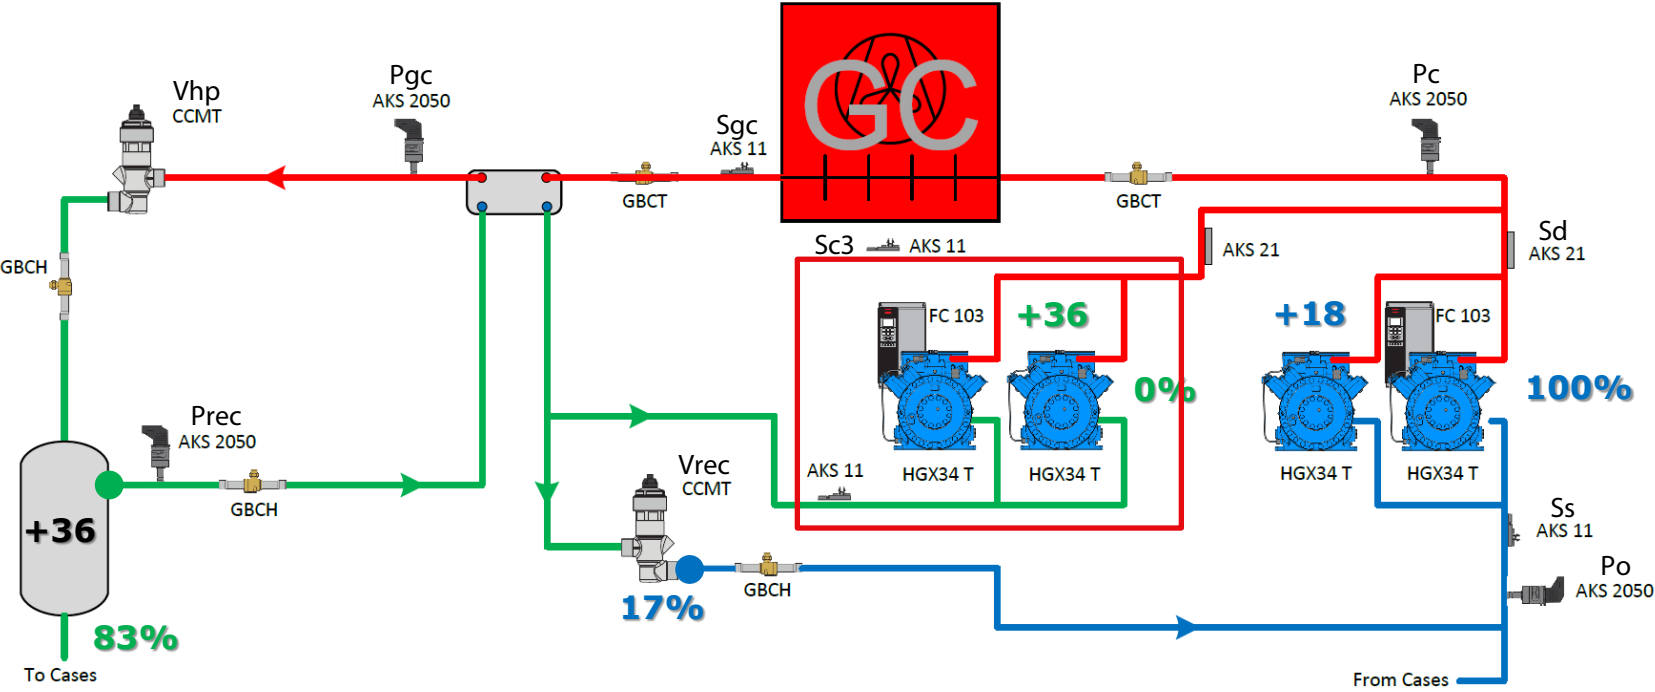 Vhp
CCMT
Pgc
AKS 2050
Sgc
AKS 11
GC
Pc
AKS 2050
GBCT
GBCT
GBCH
Sc3
AKS 11
AKS 21
Sd
AKS 21
FC 103
+36
+18
FC 103
0%
100%
Prec
AKS 2050
GBCH
Vrec
CCMT
AKS 11
HGX34 T
HGX34 T
HGX34 T
HGX34 T
+36
Ss
AKS 11
Po
AKS 2050
GBCH
17%
83%
To Cases
From Cases